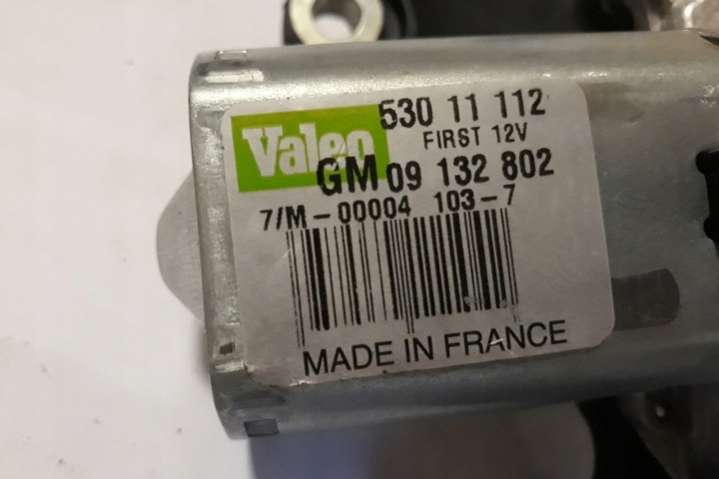 Valeo
530 11 112
FIRST 12V
GM 09 132 802
7/M-00004 103-7
MADE IN FRANCE